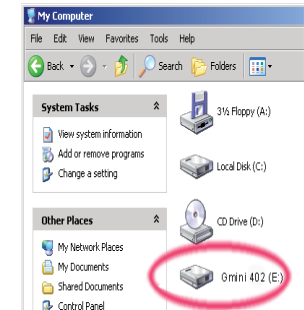 My Computer
File Edit View Favorites Tools Help
Back Search Folders
System Tasks
View system information
Add or remove programs
Change a setting
Other Places
My Network Places
My Documents
Shared Documents
Control Panel
3½ Floppy (A:)
Local Disk (C:)
CD Drive (D:)
Gmini 402 (E:)